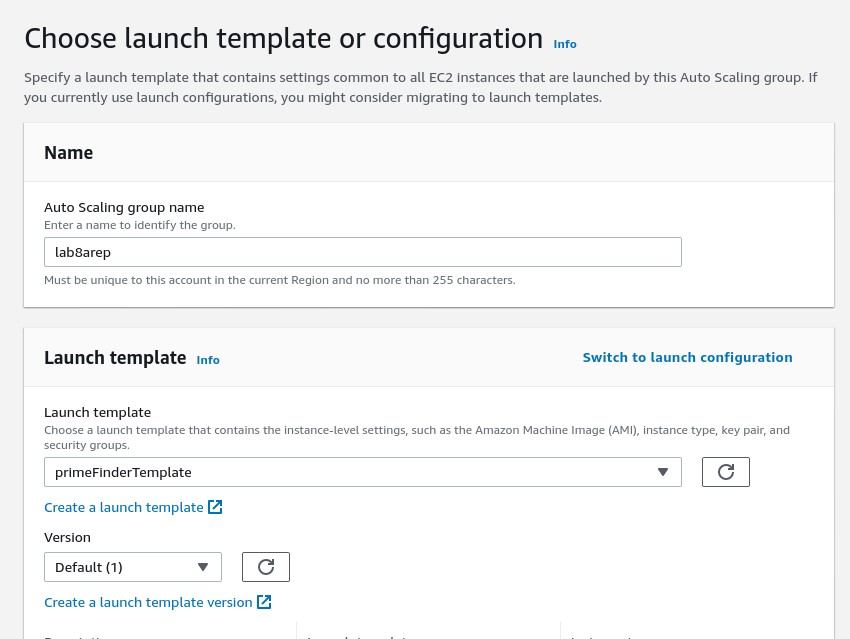 Choose launch template or configuration Info
Specify a launch template that contains settings common to all EC2 instances that are launched by this Auto Scaling group. If
you currently use launch configurations, you might consider migrating to launch templates.
Name
Auto Scaling group name
Enter a name to identify the group.
lab8arep
Must be unique to this account in the current Region and no more than 255 characters.
Launch template Info
Switch to launch configuration
Launch template
Choose a launch template that contains the instance-level settings, such as the Amazon Machine Image (AMI), instance type, key pair, and
security groups.
primeFinderTemplate
Create a launch template
Version
Default (1)
Create a launch template version